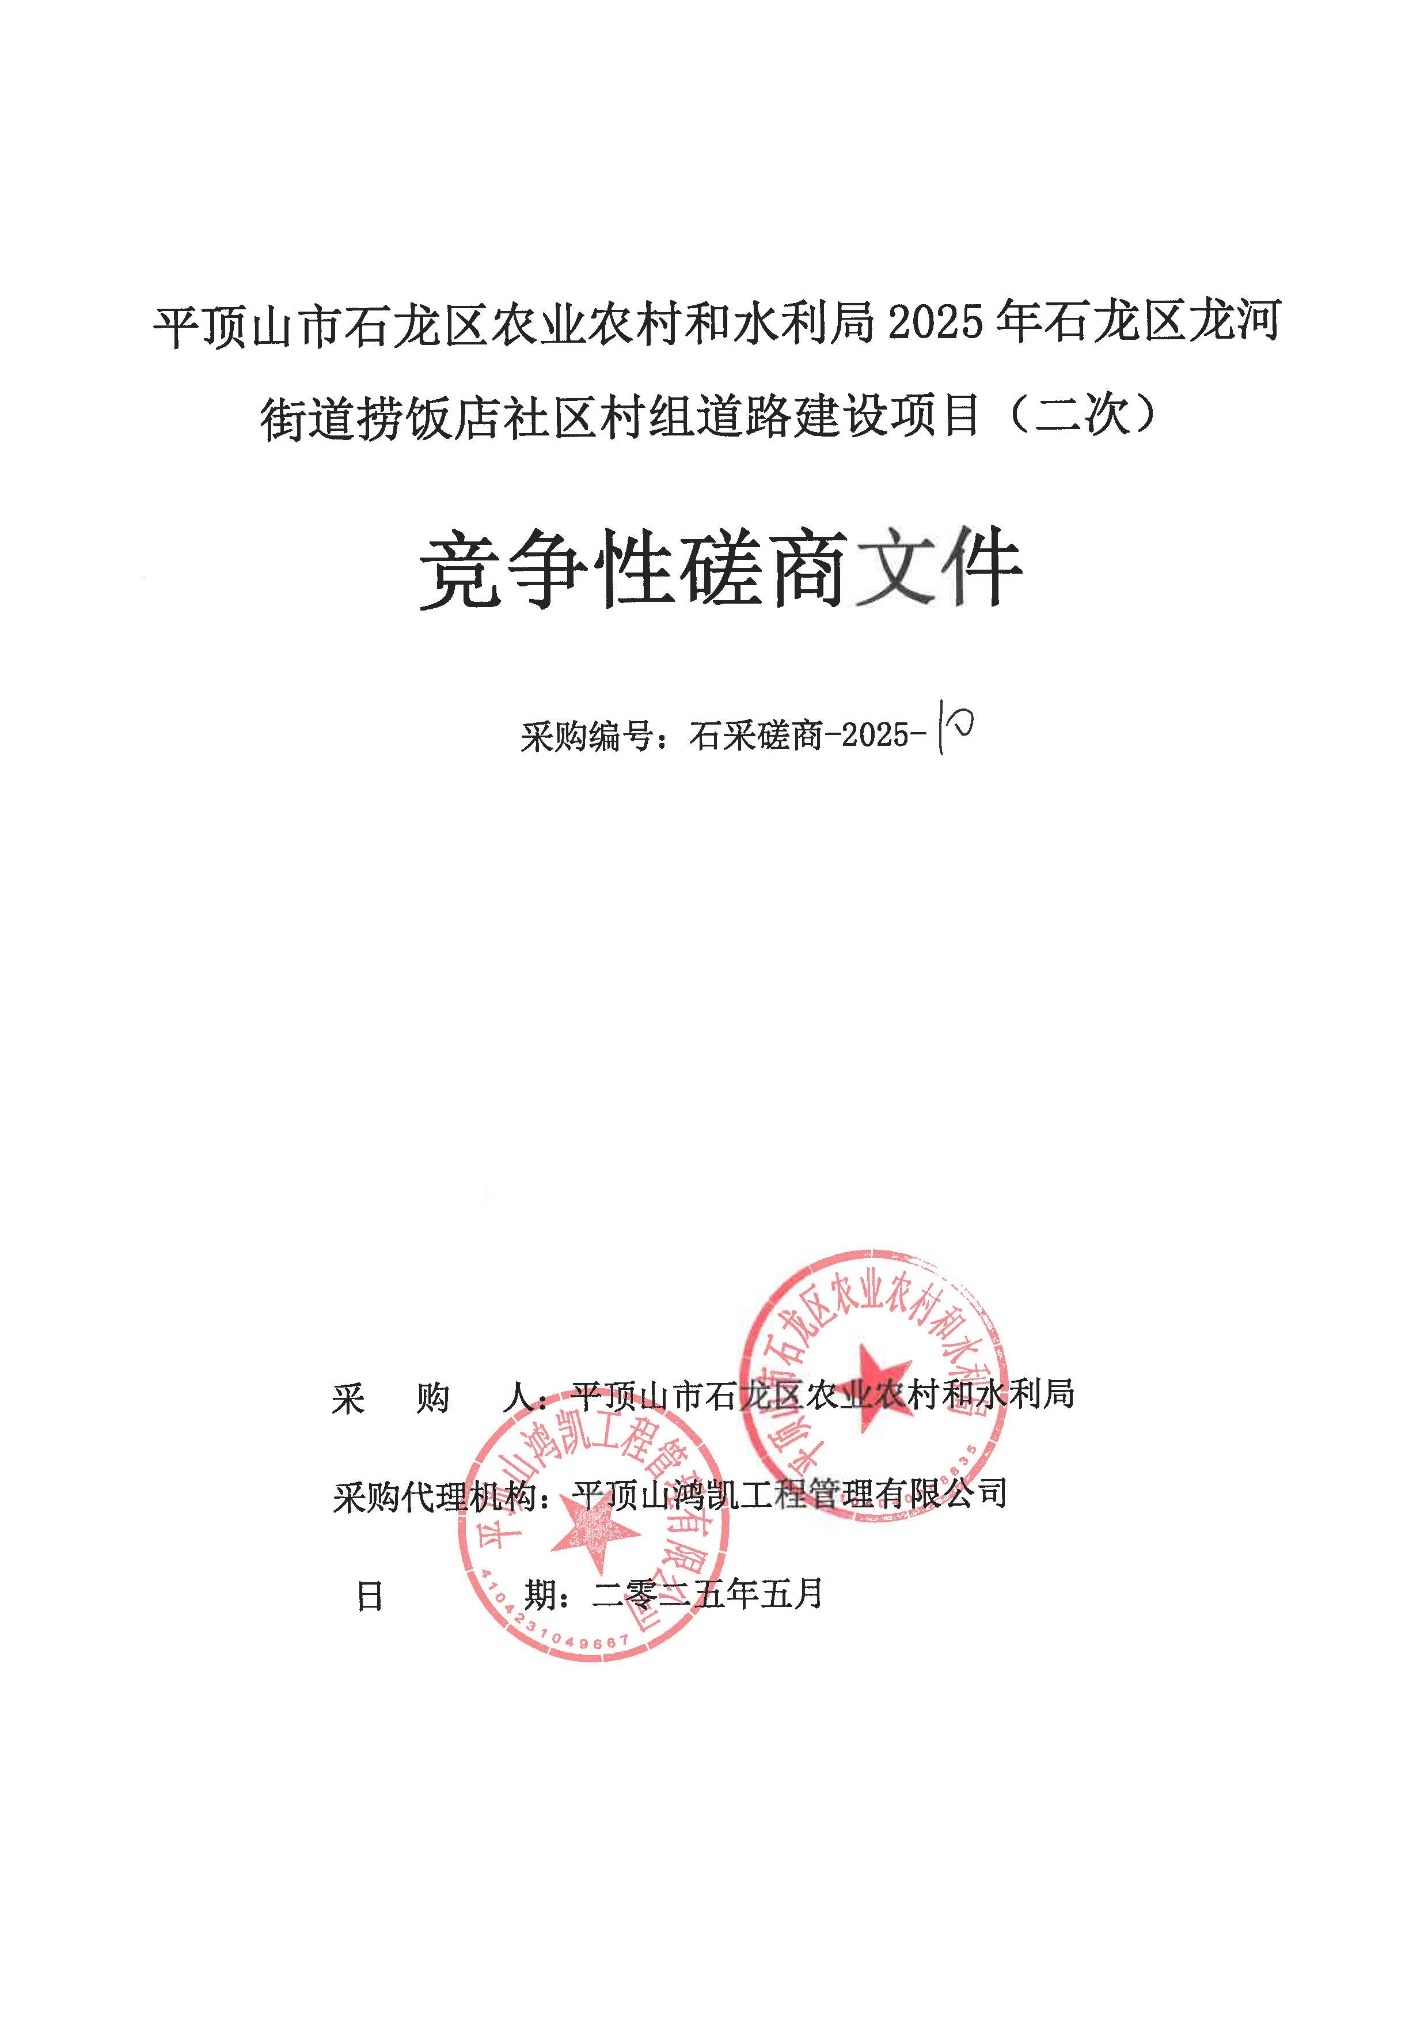 平顶山市石龙区农业农村和水利局 2025 年石龙区龙河
街道捞饭店社区村组道路建设项目（二次）
竞争性磋商文件
采购编号：石采磋商-2025-10
采 购 人：平顶山市石龙区农业农村和水利局
采购代理机构：平顶山鸿凯工程管理有限公司
日 期：二零二五年五月
平顶山市石龙区农业农村和水利局
平顶山鸿凯工程管理有限公司
4104231049667